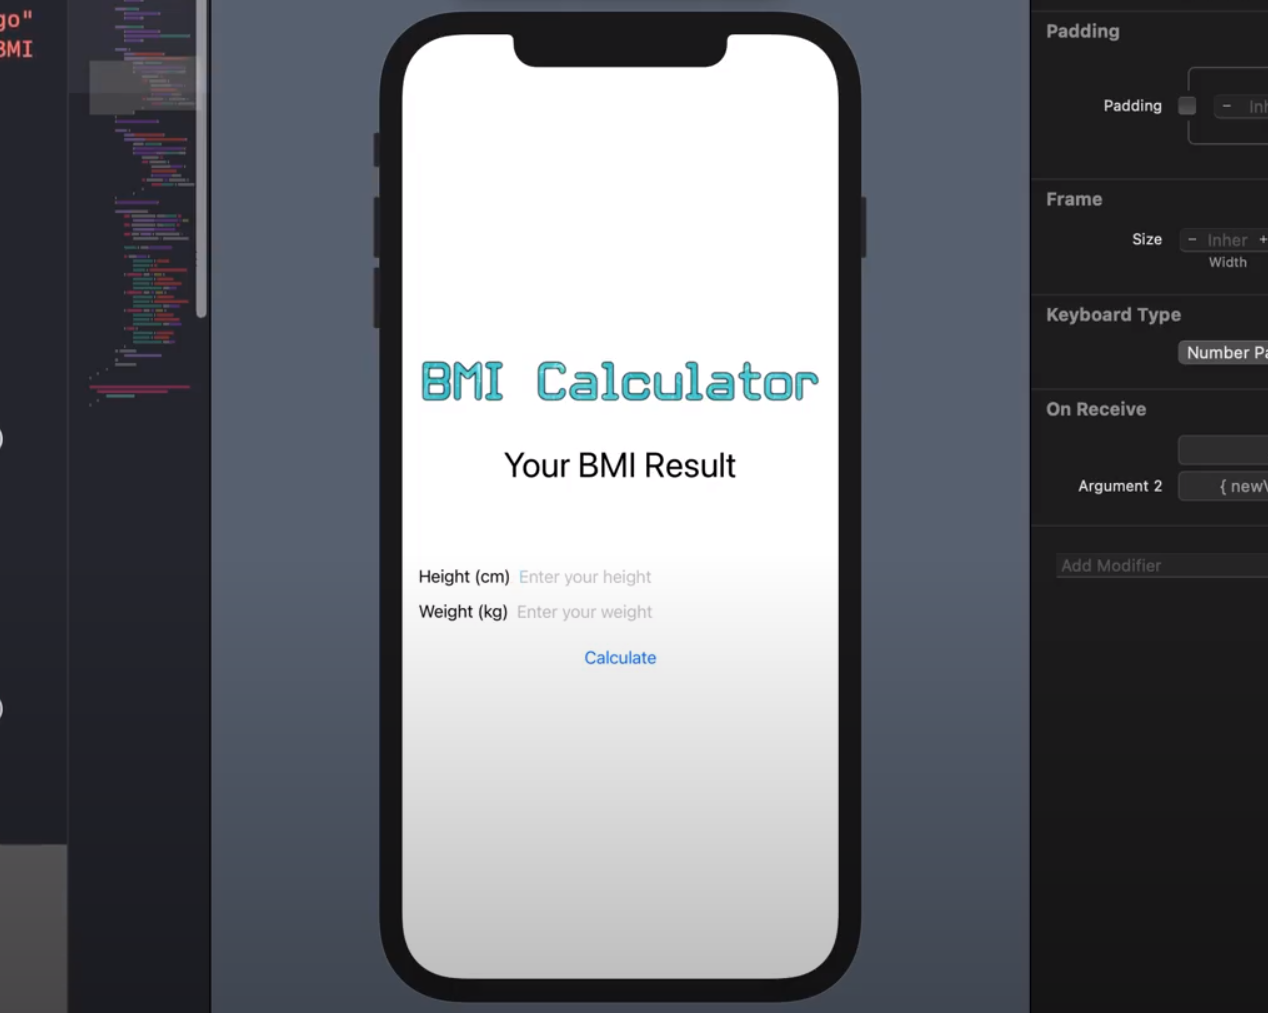 go"
BMI
BMI Calculator
Your BMI Result
Height (cm) Enter your height
Weight (kg) Enter your weight
Calculate
Padding
Padding - Inh
Frame
Size - Inher +
Width
Keyboard Type
Number Pa
On Receive
Argument 2 { newV
Add Modifier